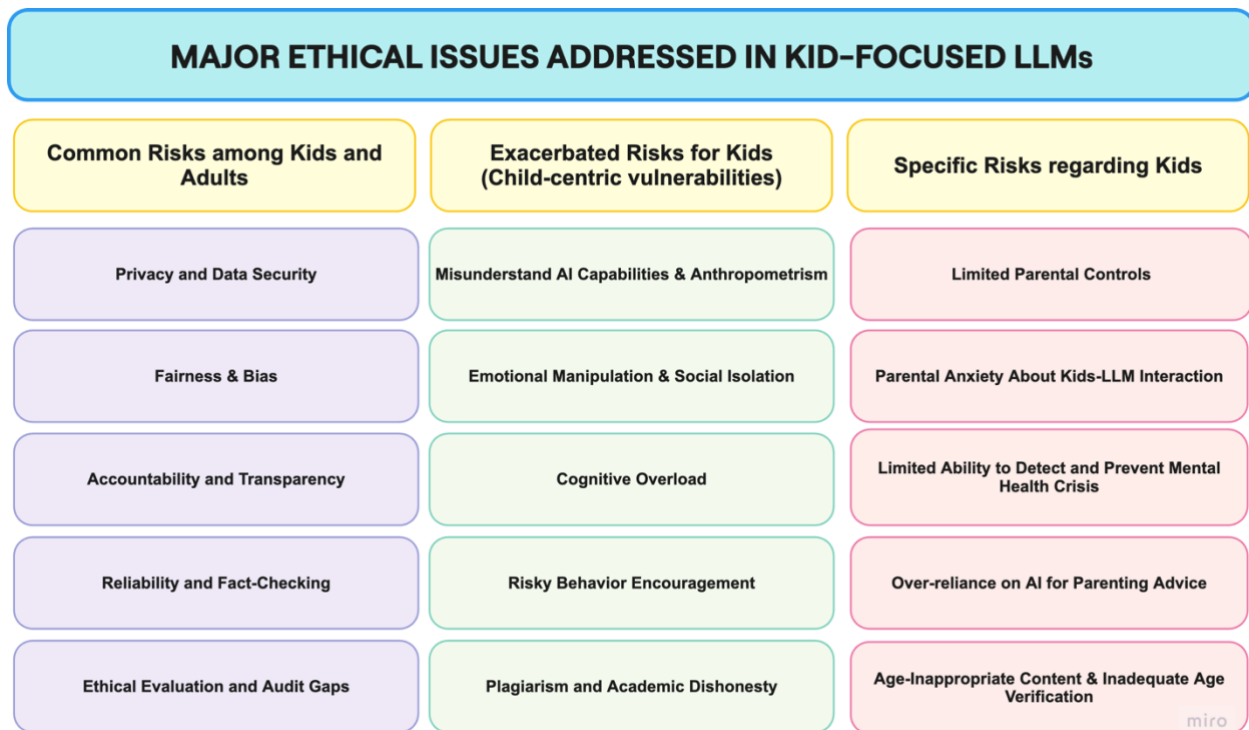 MAJOR ETHICAL ISSUES ADDRESSED IN KID-FOCUSED LLMs
Common Risks among Kids and
Adults
Exacerbated Risks for Kids
(Child-centric vulnerabilities)
Specific Risks regarding Kids
Privacy and Data Security
Misunderstand AI Capabilities & Anthropometrism
Limited Parental Controls
Fairness & Bias
Emotional Manipulation & Social Isolation
Parental Anxiety About Kids-LLM Interaction
Accountability and Transparency
Cognitive Overload
Limited Ability to Detect and Prevent Mental
Health Crisis
Reliability and Fact-Checking
Risky Behavior Encouragement
Over-reliance on AI for Parenting Advice
Ethical Evaluation and Audit Gaps
Plagiarism and Academic Dishonesty
Age-Inappropriate Content & Inadequate Age
Verification
miro